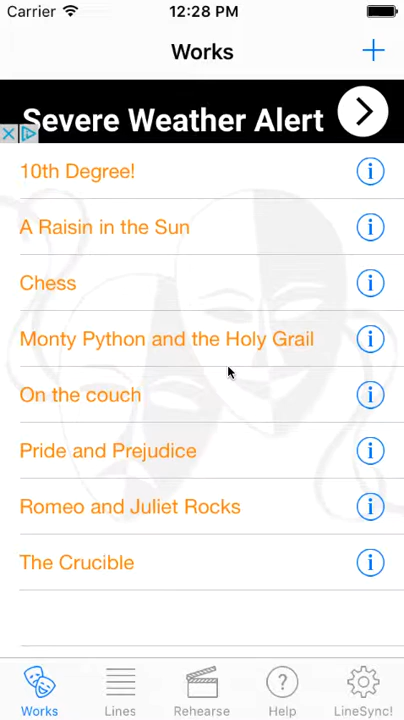 Carrier 12:28 PM
Works
Severe Weather Alert
10th Degree!
A Raisin in the Sun
Chess
Monty Python and the Holy Grail
On the couch
Pride and Prejudice
Romeo and Juliet Rocks
The Crucible
Works Lines Rehearse Help LineSync!